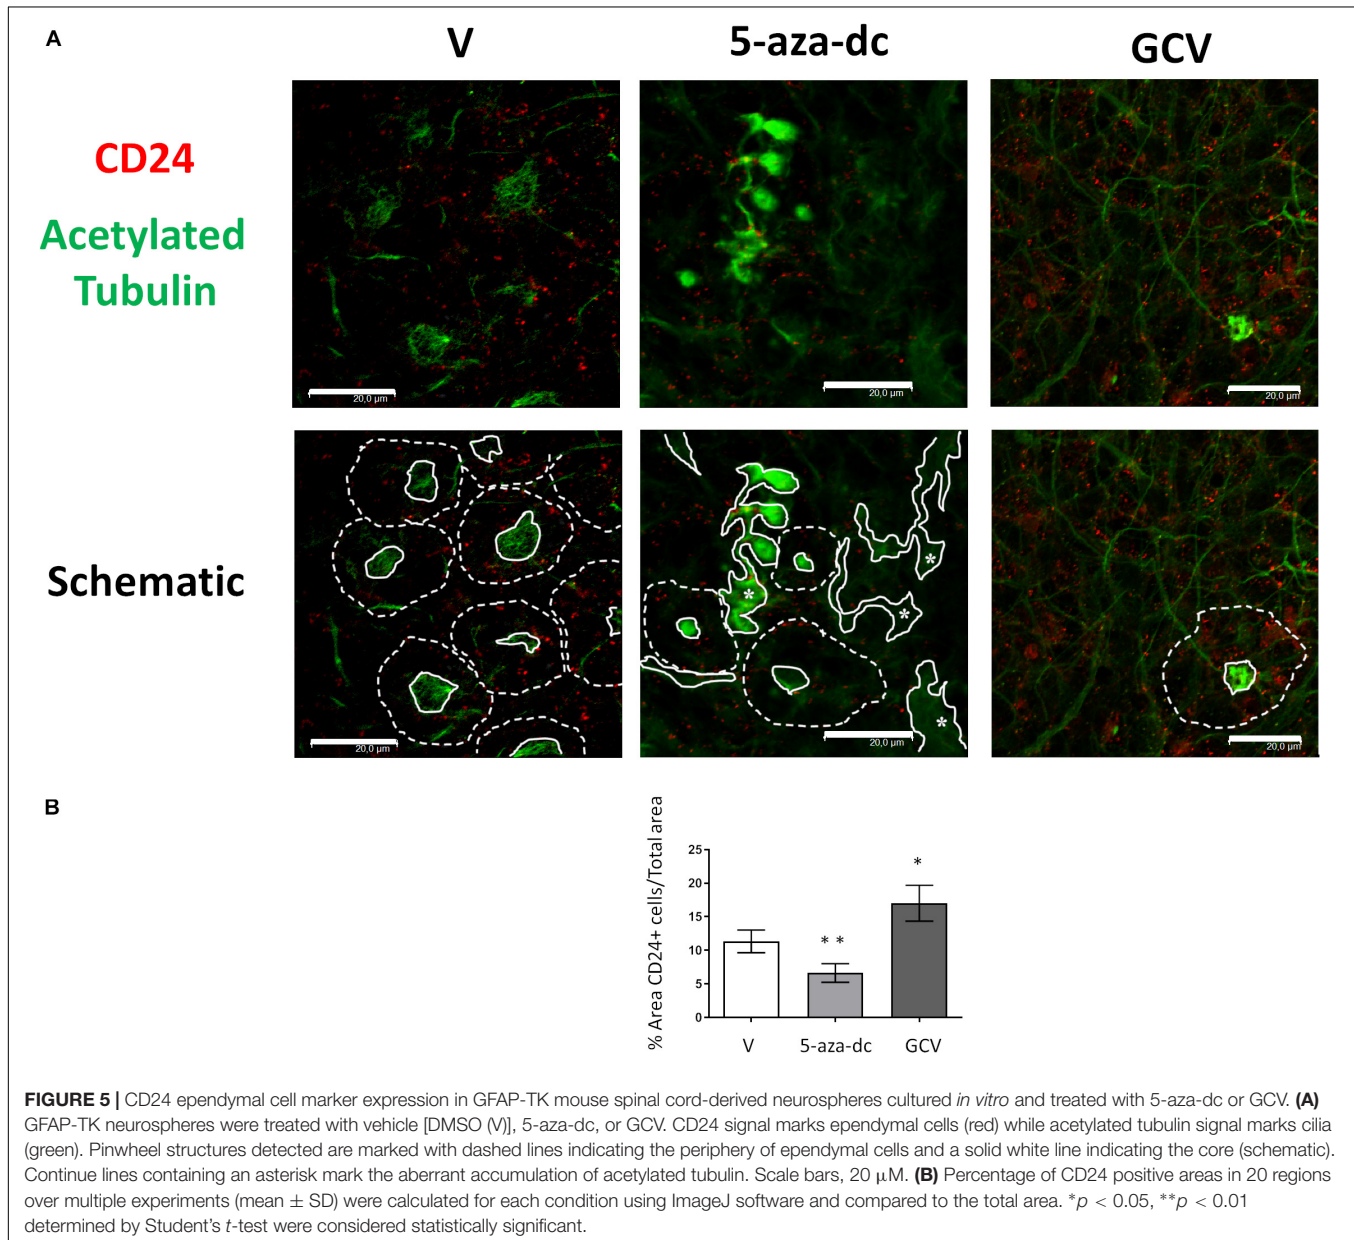 A
V
5-aza-dc
GCV
CD24
Acetylated
Tubulin
20,0 µm
20,0 µm
20,0 µm
Schematic
*
*
*
*
20,0 µm
20,0 µm
20,0 µm
B
% Area CD24+ cells/Total area
25
20
15
10
5
0
* *
*
V
5-aza-dc
GCV
FIGURE 5 | CD24 ependymal cell marker expression in GFAP-TK mouse spinal cord-derived neurospheres cultured in vitro and treated with 5-aza-dc or GCV. (A)
GFAP-TK neurospheres were treated with vehicle [DMSO (V)], 5-aza-dc, or GCV. CD24 signal marks ependymal cells (red) while acetylated tubulin signal marks cilia
(green). Pinwheel structures detected are marked with dashed lines indicating the periphery of ependymal cells and a solid white line indicating the core (schematic).
Continue lines containing an asterisk mark the aberrant accumulation of acetylated tubulin. Scale bars, 20 µM. (B) Percentage of CD24 positive areas in 20 regions
over multiple experiments (mean ± SD) were calculated for each condition using ImageJ software and compared to the total area. *p < 0.05, **p < 0.01
determined by Student's t-test were considered statistically significant.